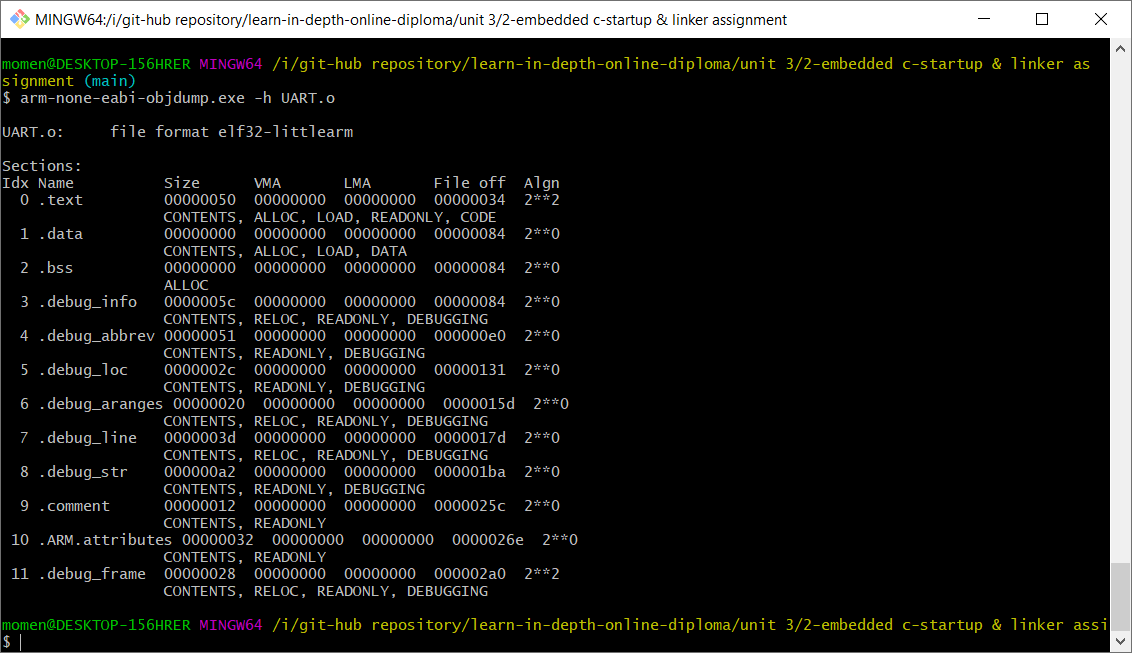 MINGW64:/i/git-hub repository/learn-in-depth-online-diploma/unit 3/2-embedded c-startup & linker assignment
momen@DESKTOP-156HRER MINGW64 /i/git-hub repository/learn-in-depth-online-diploma/unit 3/2-embedded c-startup & linker as
signment (main)
$ arm-none-eabi-objdump.exe -h UART.o
UART.o:     file format elf32-littlearm
Sections:
Idx Name          Size      VMA       LMA       File off  Algn
  0 .text         00000050  00000000  00000000  00000034  2**2
                  CONTENTS, ALLOC, LOAD, READONLY, CODE
  1 .data         00000000  00000000  00000000  00000084  2**0
                  CONTENTS, ALLOC, LOAD, DATA
  2 .bss          00000000  00000000  00000000  00000084  2**0
                  ALLOC
  3 .debug_info   0000005c  00000000  00000000  00000084  2**0
                  CONTENTS, RELOC, READONLY, DEBUGGING
  4 .debug_abbrev 00000051  00000000  00000000  000000e0  2**0
                  CONTENTS, READONLY, DEBUGGING
  5 .debug_loc    0000002c  00000000  00000000  00000131  2**0
                  CONTENTS, READONLY, DEBUGGING
  6 .debug_aranges 00000020  00000000  00000000  0000015d  2**0
                  CONTENTS, RELOC, READONLY, DEBUGGING
  7 .debug_line   0000003d  00000000  00000000  0000017d  2**0
                  CONTENTS, RELOC, READONLY, DEBUGGING
  8 .debug_str    000000a2  00000000  00000000  000001ba  2**0
                  CONTENTS, READONLY, DEBUGGING
  9 .comment      00000012  00000000  00000000  0000025c  2**0
                  CONTENTS, READONLY
 10 .ARM.attributes 00000032  00000000  00000000  0000026e  2**0
                  CONTENTS, READONLY
 11 .debug_frame  00000028  00000000  00000000  000002a0  2**2
                  CONTENTS, RELOC, READONLY, DEBUGGING
momen@DESKTOP-156HRER MINGW64 /i/git-hub repository/learn-in-depth-online-diploma/unit 3/2-embedded c-startup & linker assi
$